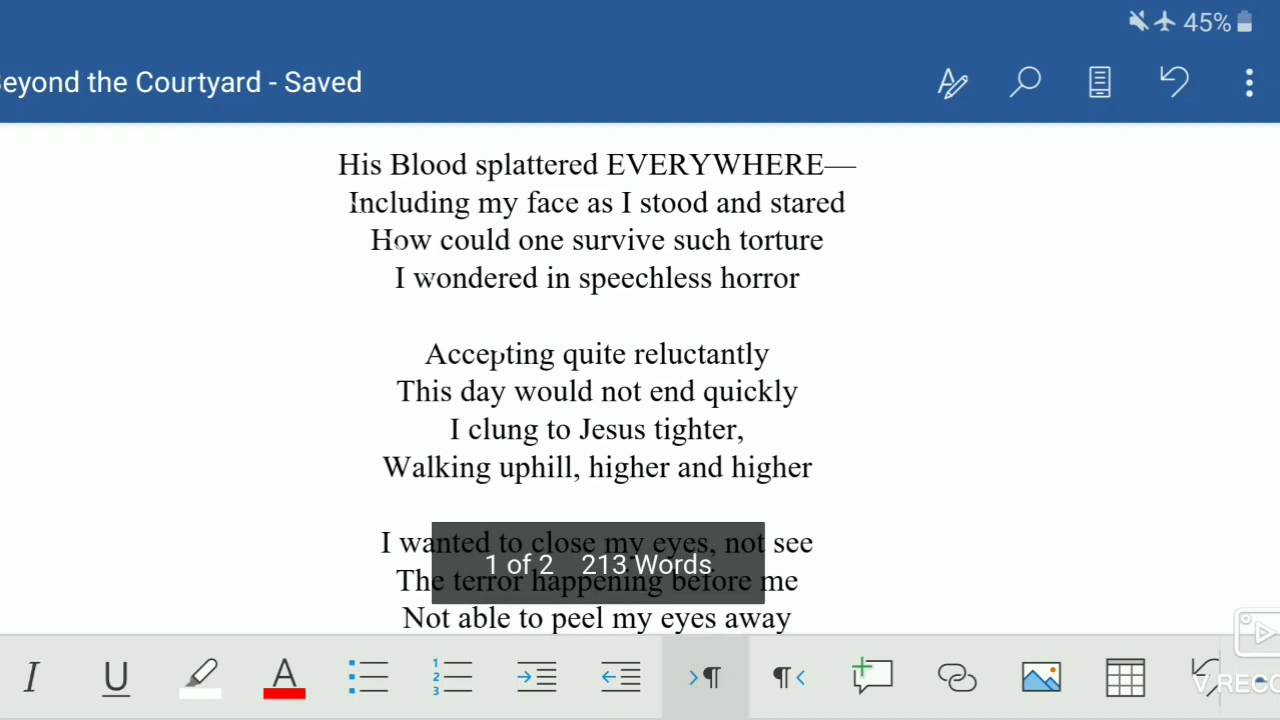 45%
eyond the Courtyard - Saved
His Blood splattered EVERYWHERE—
Including my face as I stood and stared
How could one survive such torture
I wondered in speechless horror
Accepting quite reluctantly
This day would not end quickly
I clung to Jesus tighter,
Walking uphill, higher and higher
I wanted to close my eyes, not see
1 of 2 213 Words
The terror happening before me
Not able to peel my eyes away
I U A
V RECO